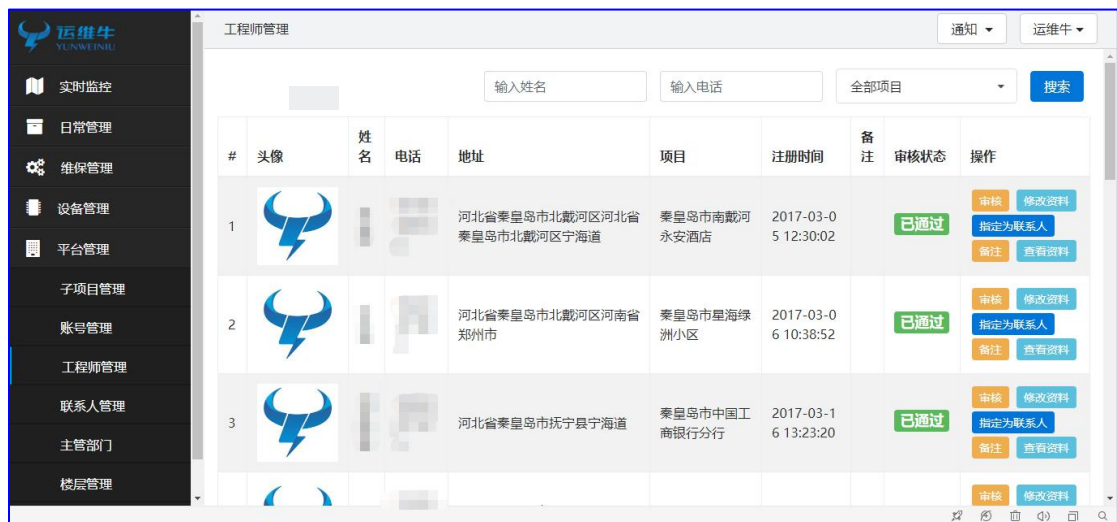 运维牛
YUNWEINIU
工程师管理
通知
运维牛
实时监控
日常管理
维保管理
设备管理
平台管理
子项目管理
账号管理
工程师管理
联系人管理
主管部门
楼层管理
输入姓名
输入电话
全部项目
搜索
# 头像 姓名 电话 地址 项目 注册时间 备注 审核状态 操作
1 河北省秦皇岛市北戴河区河北省 秦皇岛市南戴河 2017-03-0 已通过 审核 修改资料
秦皇岛市北戴河区宁海道 永安酒店 5 12:30:02 指定为联系人
备注 查看资料
2 河北省秦皇岛市北戴河区河南省 秦皇岛市星海绿 2017-03-0 已通过 审核 修改资料
郑州市 洲小区 6 10:38:52 指定为联系人
备注 查看资料
3 河北省秦皇岛市抚宁县宁海道 秦皇岛市中国工 2017-03-1 已通过 审核 修改资料
商银行分行 6 13:23:20 指定为联系人
备注 查看资料
审核 修改资料